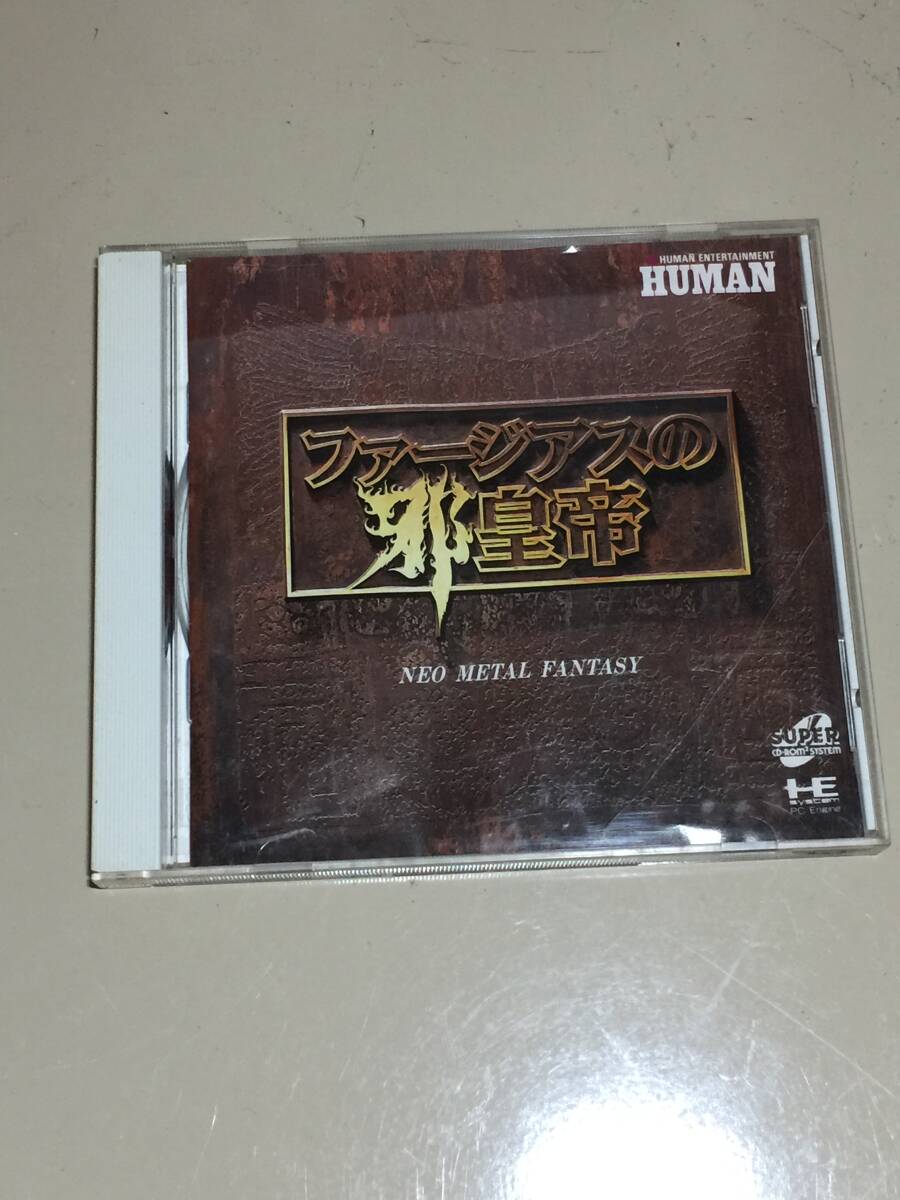 HUMAN ENTERTAINMENT
HUMAN
ファージアスの
邪皇帝
NEO METAL FANTASY
SUPER
CD-ROM² SYSTEM
HE
system
PC Engine